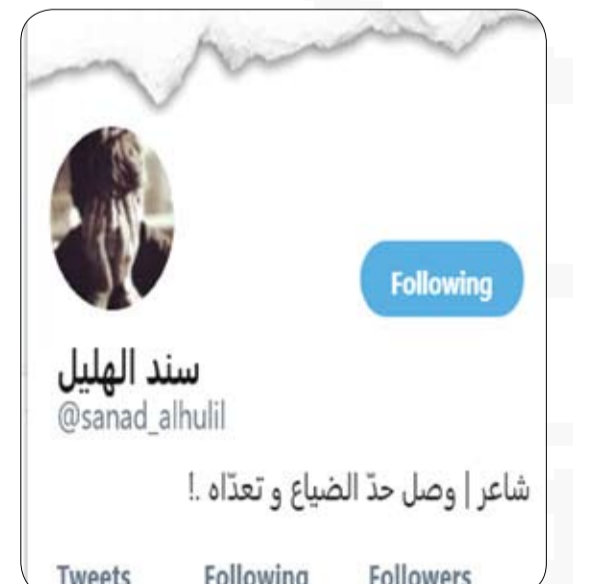 Following
سند الهليل
@sanad_alhulil
شاعر | وصل حدّ الضياع و تعدّاه .!
Tweets Following Followers